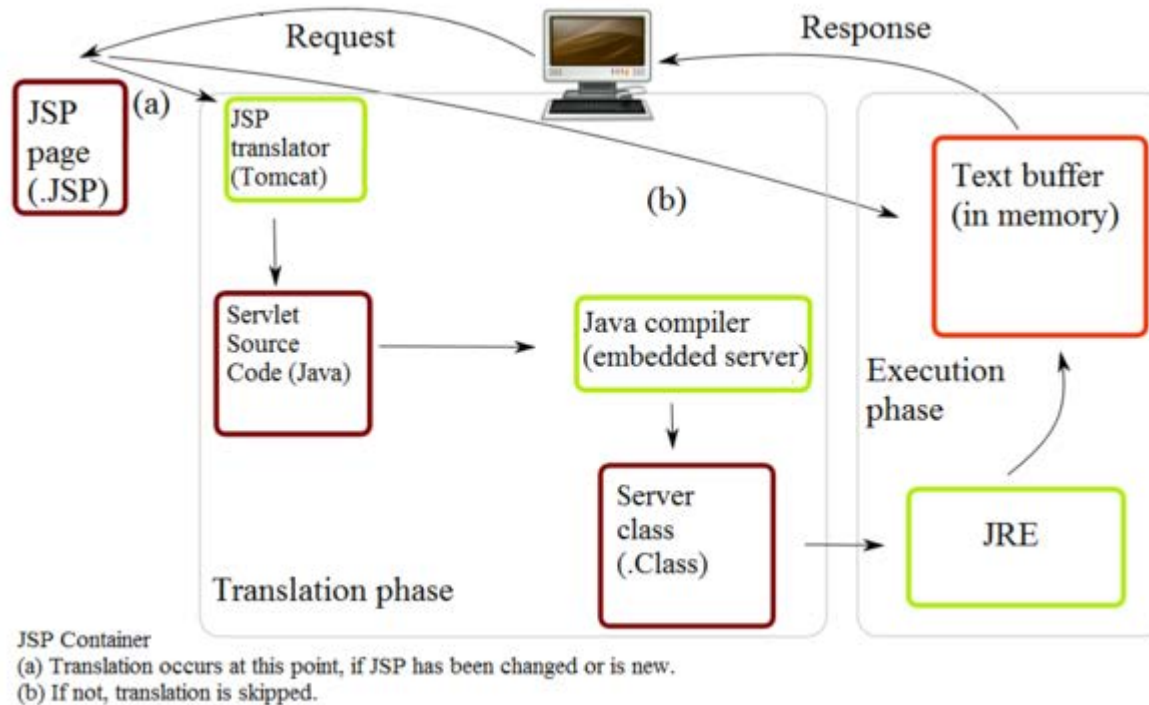 Request
Response
JSP
page
(.JSP)
(a)
JSP
translator
(Tomcat)
(b)
Text buffer
(in memory)
Servlet
Source
Code (Java)
Java compiler
(embedded server)
Execution
phase
Server
class
(.Class)
JRE
Translation phase
JSP Container
(a) Translation occurs at this point, if JSP has been changed or is new.
(b) If not, translation is skipped.